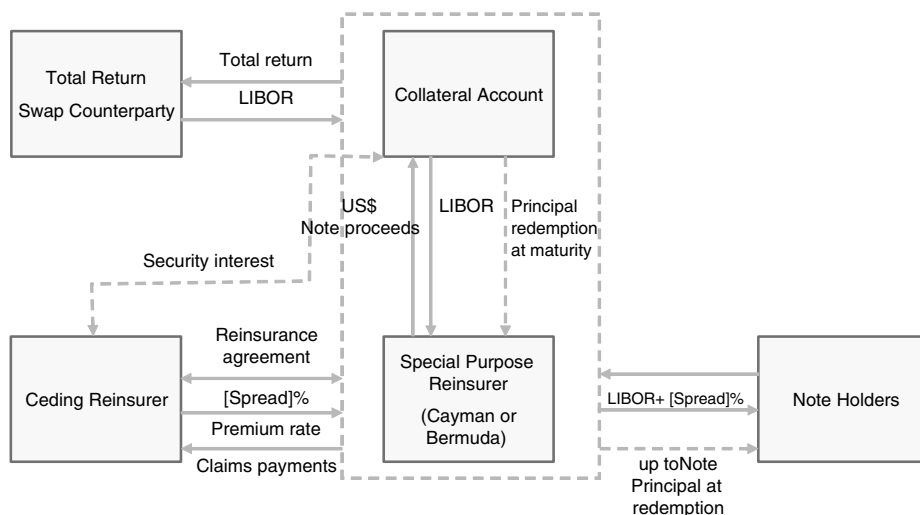 Total Return
Swap Counterparty
Total return
LIBOR
Collateral Account
US$
Note proceeds
LIBOR
Principal
redemption
at maturity
Security interest
Ceding Reinsurer
Reinsurance
agreement
[Spread]%
Premium rate
Claims payments
Special Purpose
Reinsurer
(Cayman or
Bermuda)
LIBOR+ [Spread]%
up toNote
Principal at
redemption
Note Holders